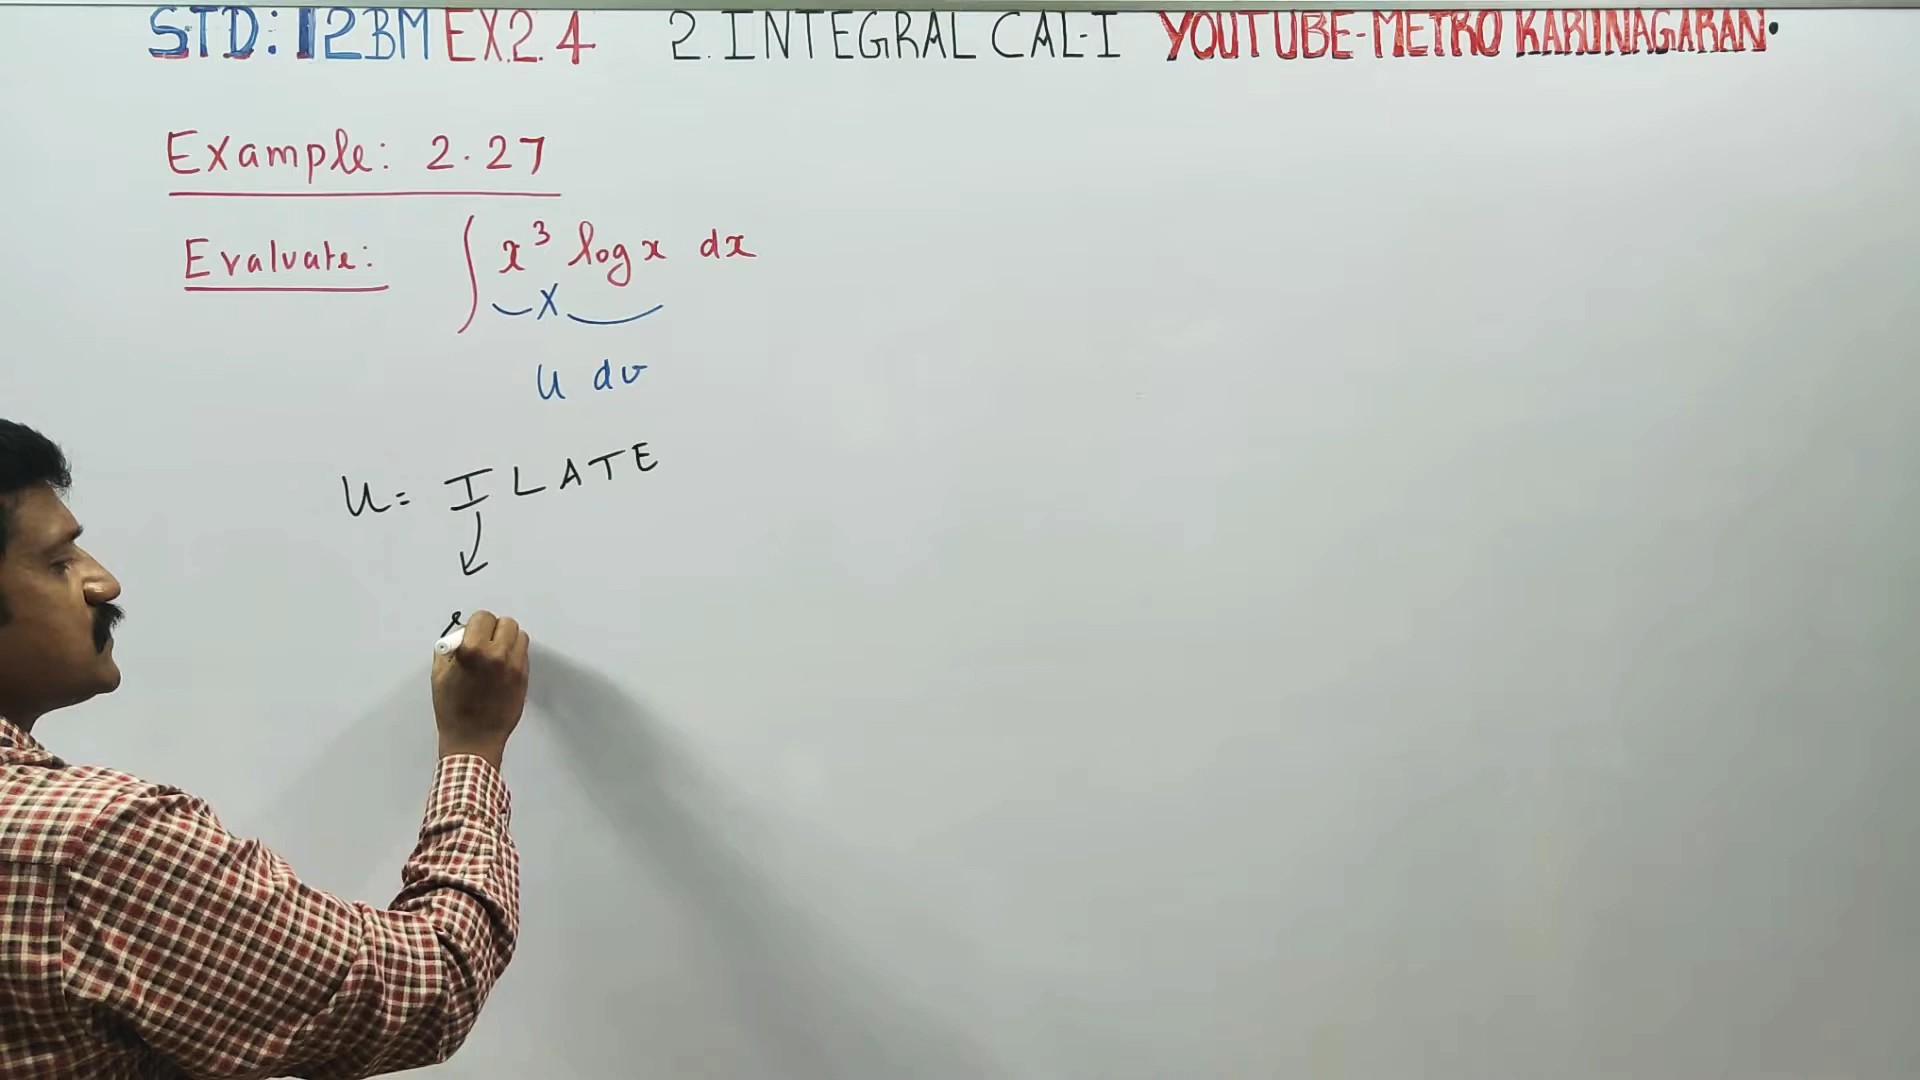 STD: 12BM EX.2.4 2. INTEGRAL CAL-I YOUTUBE-METRO KARUNAGARAN.
Example: 2.27
Evaluate: ∫ x³ log x dx
X
u dv
u = I L A T E